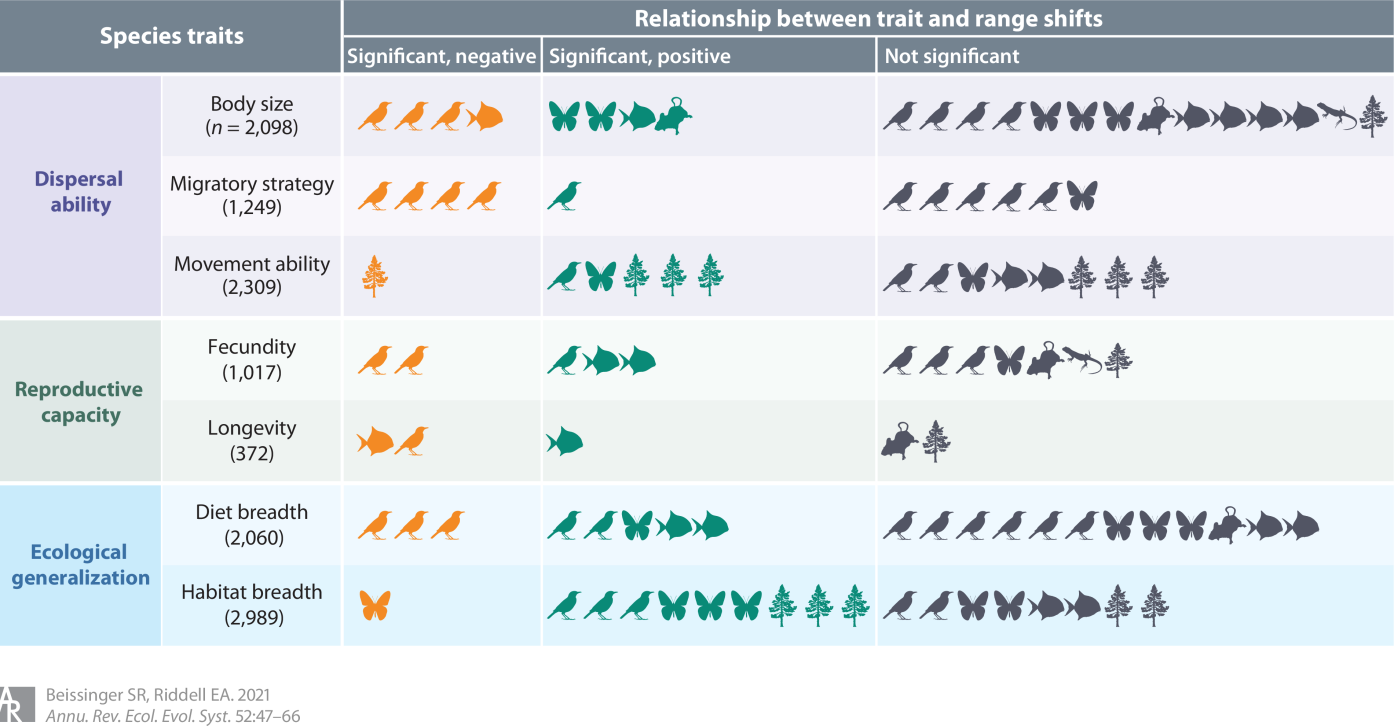 Species traits
Relationship between trait and range shifts
Significant, negative
Significant, positive
Not significant
Dispersal
ability
Body size
(n = 2,098)
Migratory strategy
(1,249)
Movement ability
(2,309)
Reproductive
capacity
Fecundity
(1,017)
Longevity
(372)
Ecological
generalization
Diet breadth
(2,060)
Habitat breadth
(2,989)
AR
Beissinger SR, Riddell EA. 2021
Annu. Rev. Ecol. Evol. Syst. 52:47–66